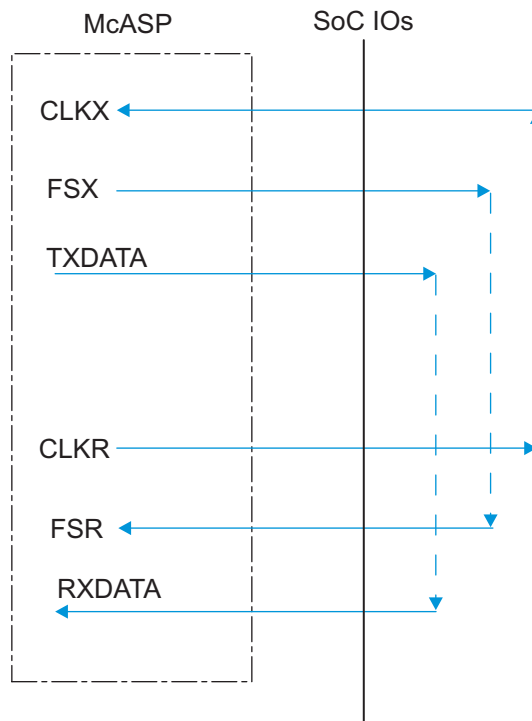 McASP
SoC IOs
CLKX
FSX
TXDATA
CLKR
FSR
RXDATA